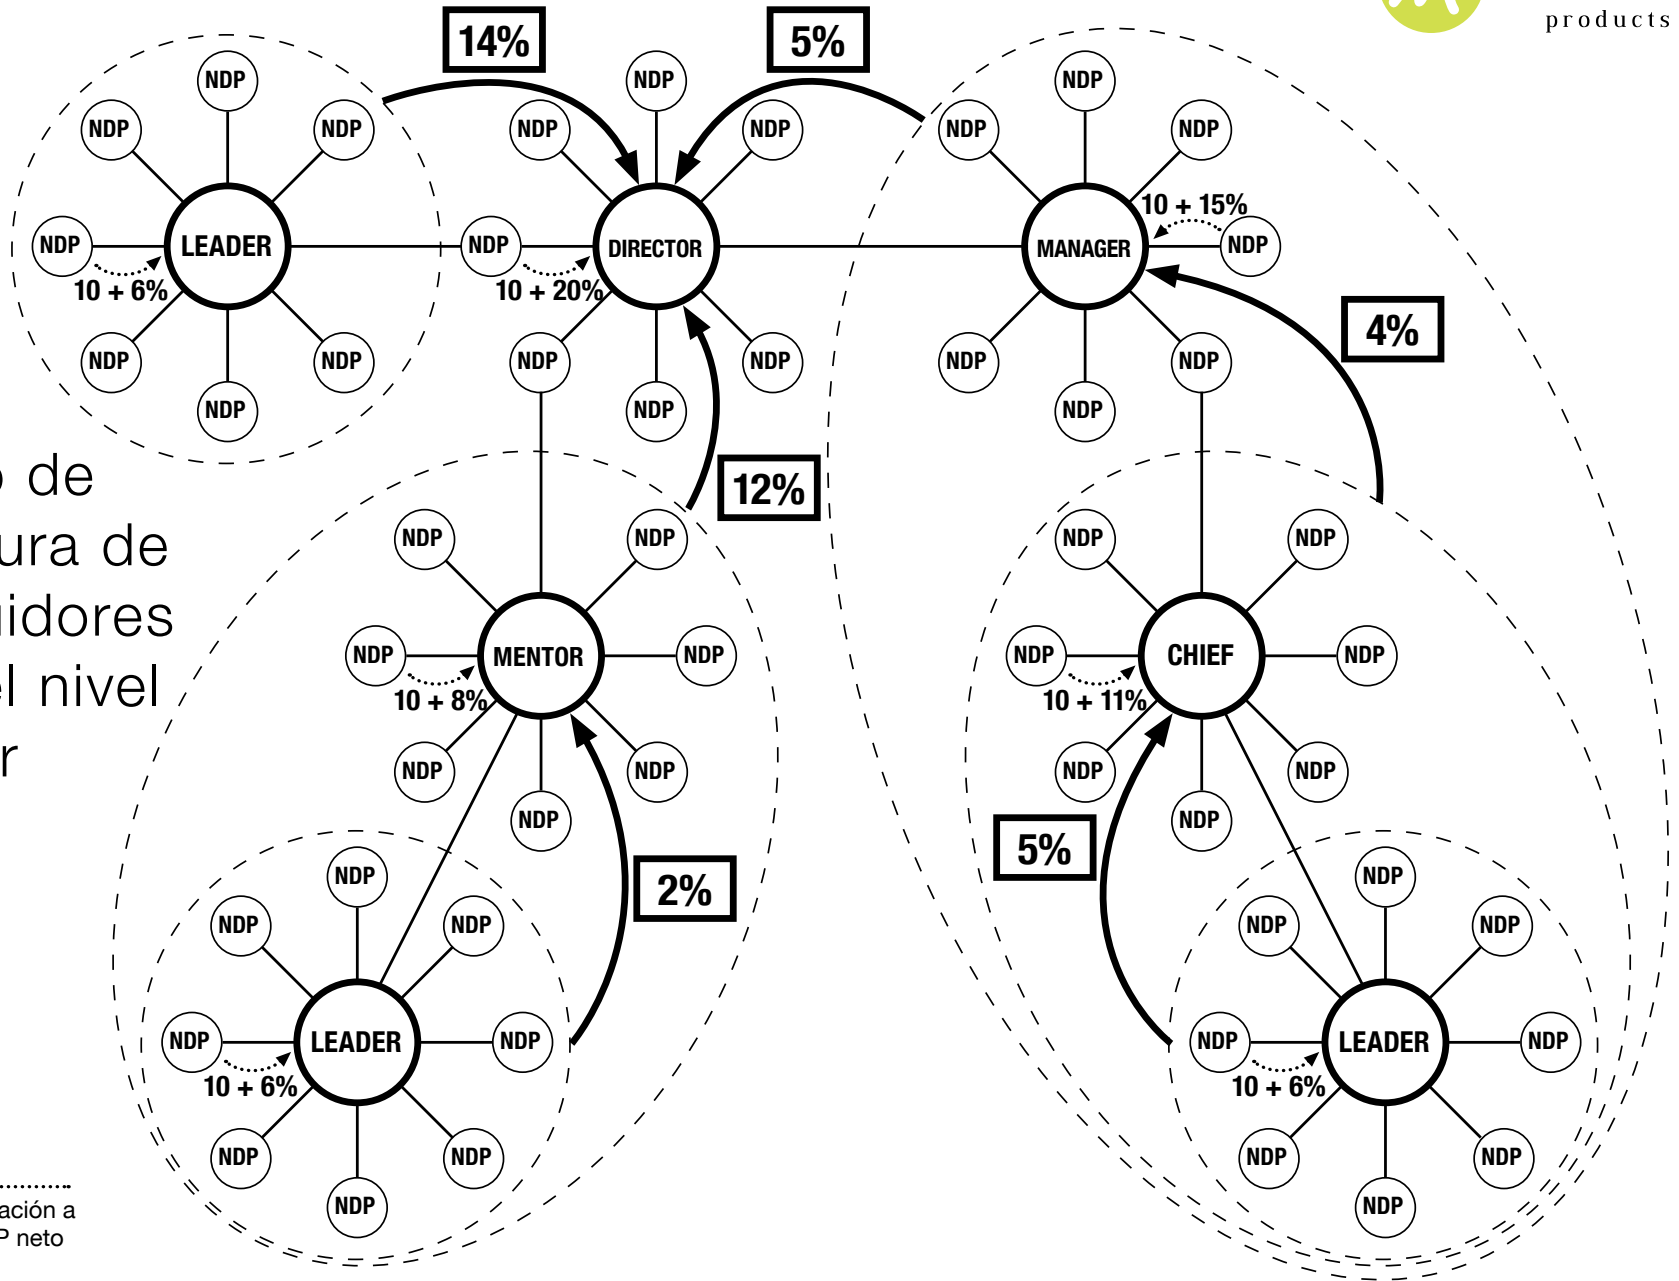 products
14%
5%
NDP NDP NDP
NDP NDP NDP NDP NDP NDP
10 + 15%
NDP LEADER NDP DIRECTOR MANAGER NDP
10 + 6% 10 + 20%
4%
NDP NDP NDP NDP NDP NDP
NDP NDP NDP
o de
12%
NDP NDP NDP NDP
ura de
uidores
NDP MENTOR NDP NDP CHIEF NDP
el nivel
10 + 8% 10 + 11%
r
NDP NDP NDP NDP
NDP NDP
5%
NDP NDP
2%
NDP NDP NDP NDP
NDP LEADER NDP NDP LEADER NDP
10 + 6% 10 + 6%
NDP NDP NDP NDP
NDP NDP
ación a
P neto